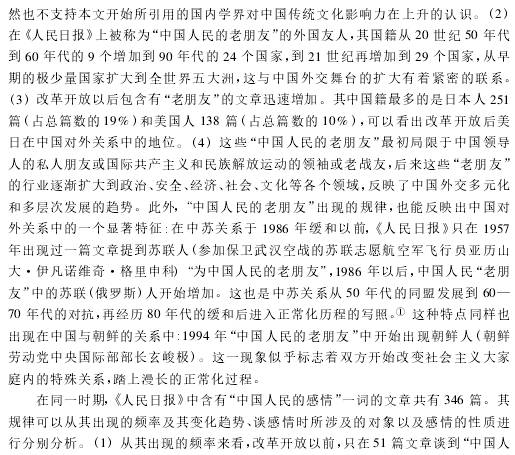 然也不支持本文开始所引用的国内学界对中国传统文化影响力在上升的认识。(2)
在《人民日报》上被称为“中国人民的老朋友”的外国友人,其国籍从 20 世纪 50 年代
到 60 年代的 9 个增加到 90 年代的 24 个国家,到 21 世纪再增加到 29 个国家,从早
期的极少量国家扩大到全世界五大洲,这与中国外交舞台的扩大有着紧密的联系。
(3) 改革开放以后包含有“老朋友”的文章迅速增加。其中国籍最多的是日本人 251
篇(占总篇数的 19%)和美国人 138 篇(占总篇数的 10%),可以看出改革开放后美
日在中国对外关系中的地位。(4) 这些“中国人民的老朋友”最初局限于中国领导
人的私人朋友或国际共产主义和民族解放运动的领袖或老战友,后来这些“老朋友”
的行业逐渐扩大到政治、安全、经济、社会、文化等各个领域,反映了中国外交多元化
和多层次发展的趋势。此外,“中国人民的老朋友”出现的规律,也能反映出中国对
外关系中的一个显著特征:在中苏关系于 1986 年缓和以前,《人民日报》只在 1957
年出现过一篇文章提到苏联人(参加保卫武汉空战的苏联志愿航空军飞行员亚历山
大·伊凡诺维奇·格里申科) “为中国人民的老朋友”,1986 年以后,中国人民“老朋
友”中的苏联(俄罗斯)人开始增加。这也是中苏关系从 50 年代的同盟发展到 60—
70 年代的对抗,再经历 80 年代的缓和后进入正常化历程的写照。① 这种特点同样也
出现在中国与朝鲜的关系中:1994 年“中国人民的老朋友”中开始出现朝鲜人(朝鲜
劳动党中央国际部部长玄峻极)。这一现象似乎标志着双方开始改变社会主义大家
庭内的特殊关系,踏上漫长的正常化过程。
在同一时期,《人民日报》中含有“中国人民的感情”一词的文章共有 346 篇。其
规律可以从其出现的频率及其变化趋势、谈感情时所涉及的对象以及感情的性质进
行分别分析。(1) 从其出现的频率来看,改革开放以前,只在 51 篇文章谈到“中国人